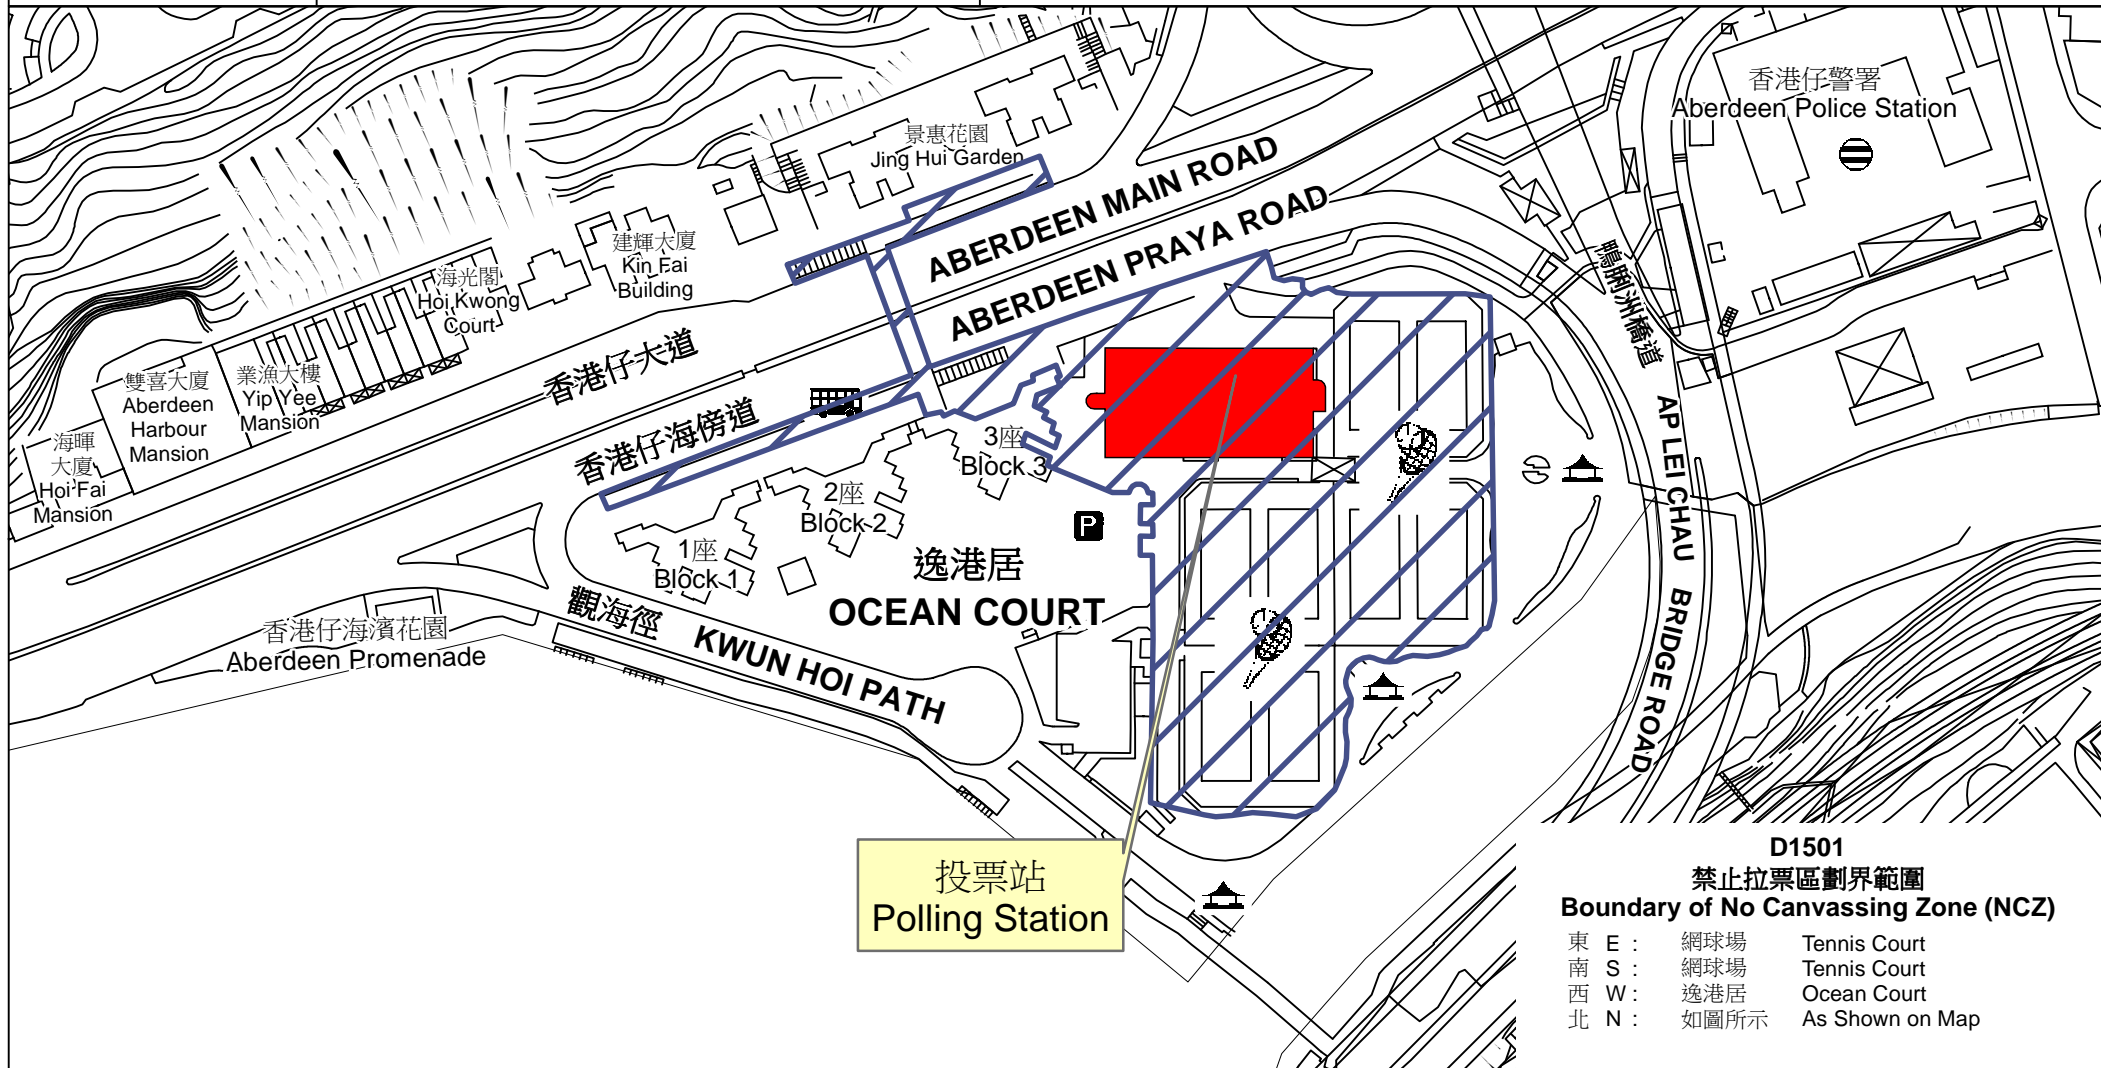 香港仔警署
Aberdeen Police Station
景惠花園
Jing Hui Garden
ABERDEEN MAIN ROAD
ABERDEEN PRAYA ROAD
建輝大廈
Kin Fai
Building
海光閣
Hoi Kwong
Court
業漁大樓
Yip Yee
Mansion
雙喜大廈
Aberdeen
Harbour
Mansion
海暉
大廈
Hoi Fai
Mansion
香港仔大道
香港仔海傍道
鴨脷洲橋道
AP LEI CHAU BRIDGE ROAD
3座
Block 3
2座
Block 2
1座
Block 1
P
逸港居
OCEAN COURT
觀海徑
KWUN HOI PATH
香港仔海濱花園
Aberdeen Promenade
投票站
Polling Station
D1501
禁止拉票區劃界範圍
Boundary of No Canvassing Zone (NCZ)
東 E : 網球場 Tennis Court
南 S : 網球場 Tennis Court
西 W : 逸港居 Ocean Court
北 N : 如圖所示 As Shown on Map